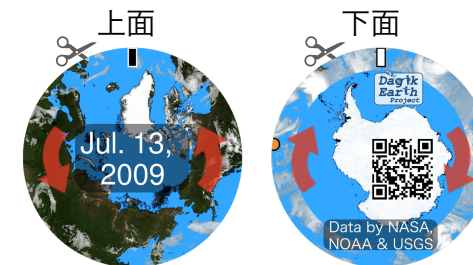 上面
下面
Jul. 13,
2009
Dagik
Earth
Project
Data by NASA,
NOAA & USGS